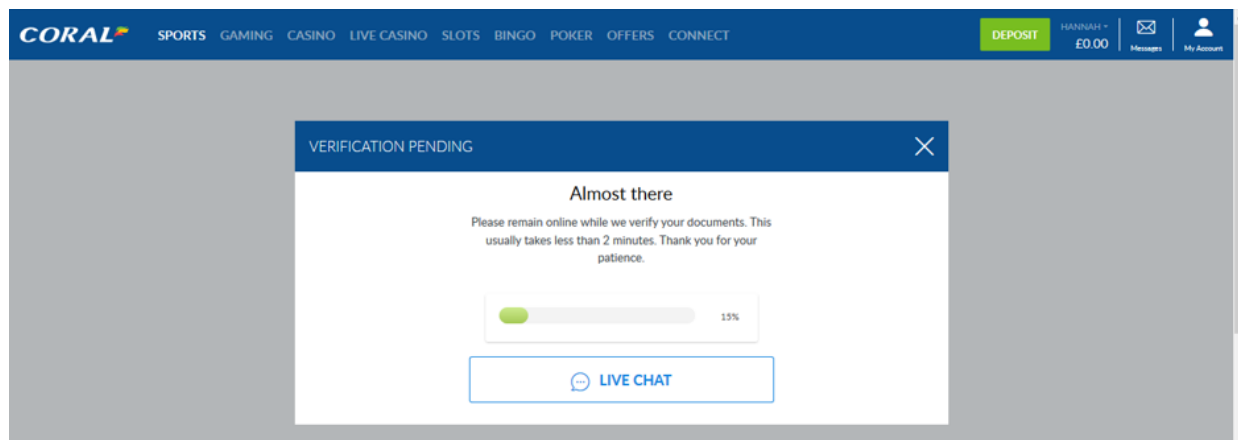 CORAL SPORTS GAMING CASINO LIVE CASINO SLOTS BINGO POKER OFFERS CONNECT DEPOSIT HANNAH
£0.00 Messages My Account
VERIFICATION PENDING
Almost there
Please remain online while we verify your documents. This
usually takes less than 2 minutes. Thank you for your
patience.
15%
LIVE CHAT